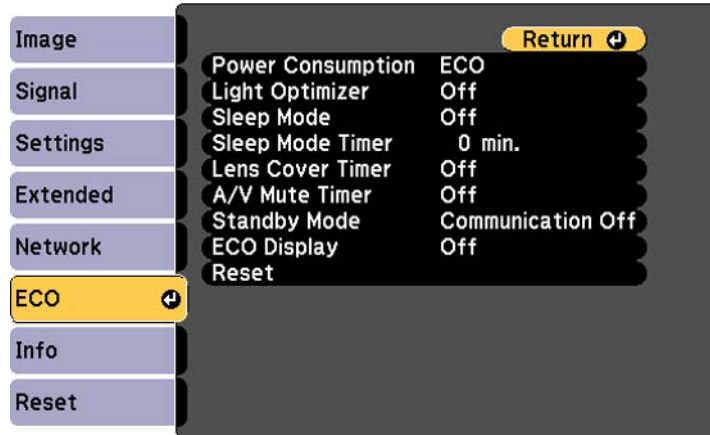 Image
Signal
Settings
Extended
Network
ECO
Info
Reset
Return
Power Consumption ECO
Light Optimizer Off
Sleep Mode Off
Sleep Mode Timer 0 min.
Lens Cover Timer Off
A/V Mute Timer Off
Standby Mode Communication Off
ECO Display Off
Reset